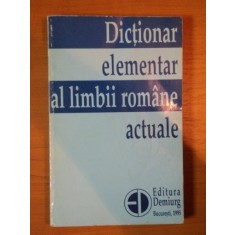 Dicționar
elementar
al limbii române
actuale
Editura
Demiurg
București, 1995